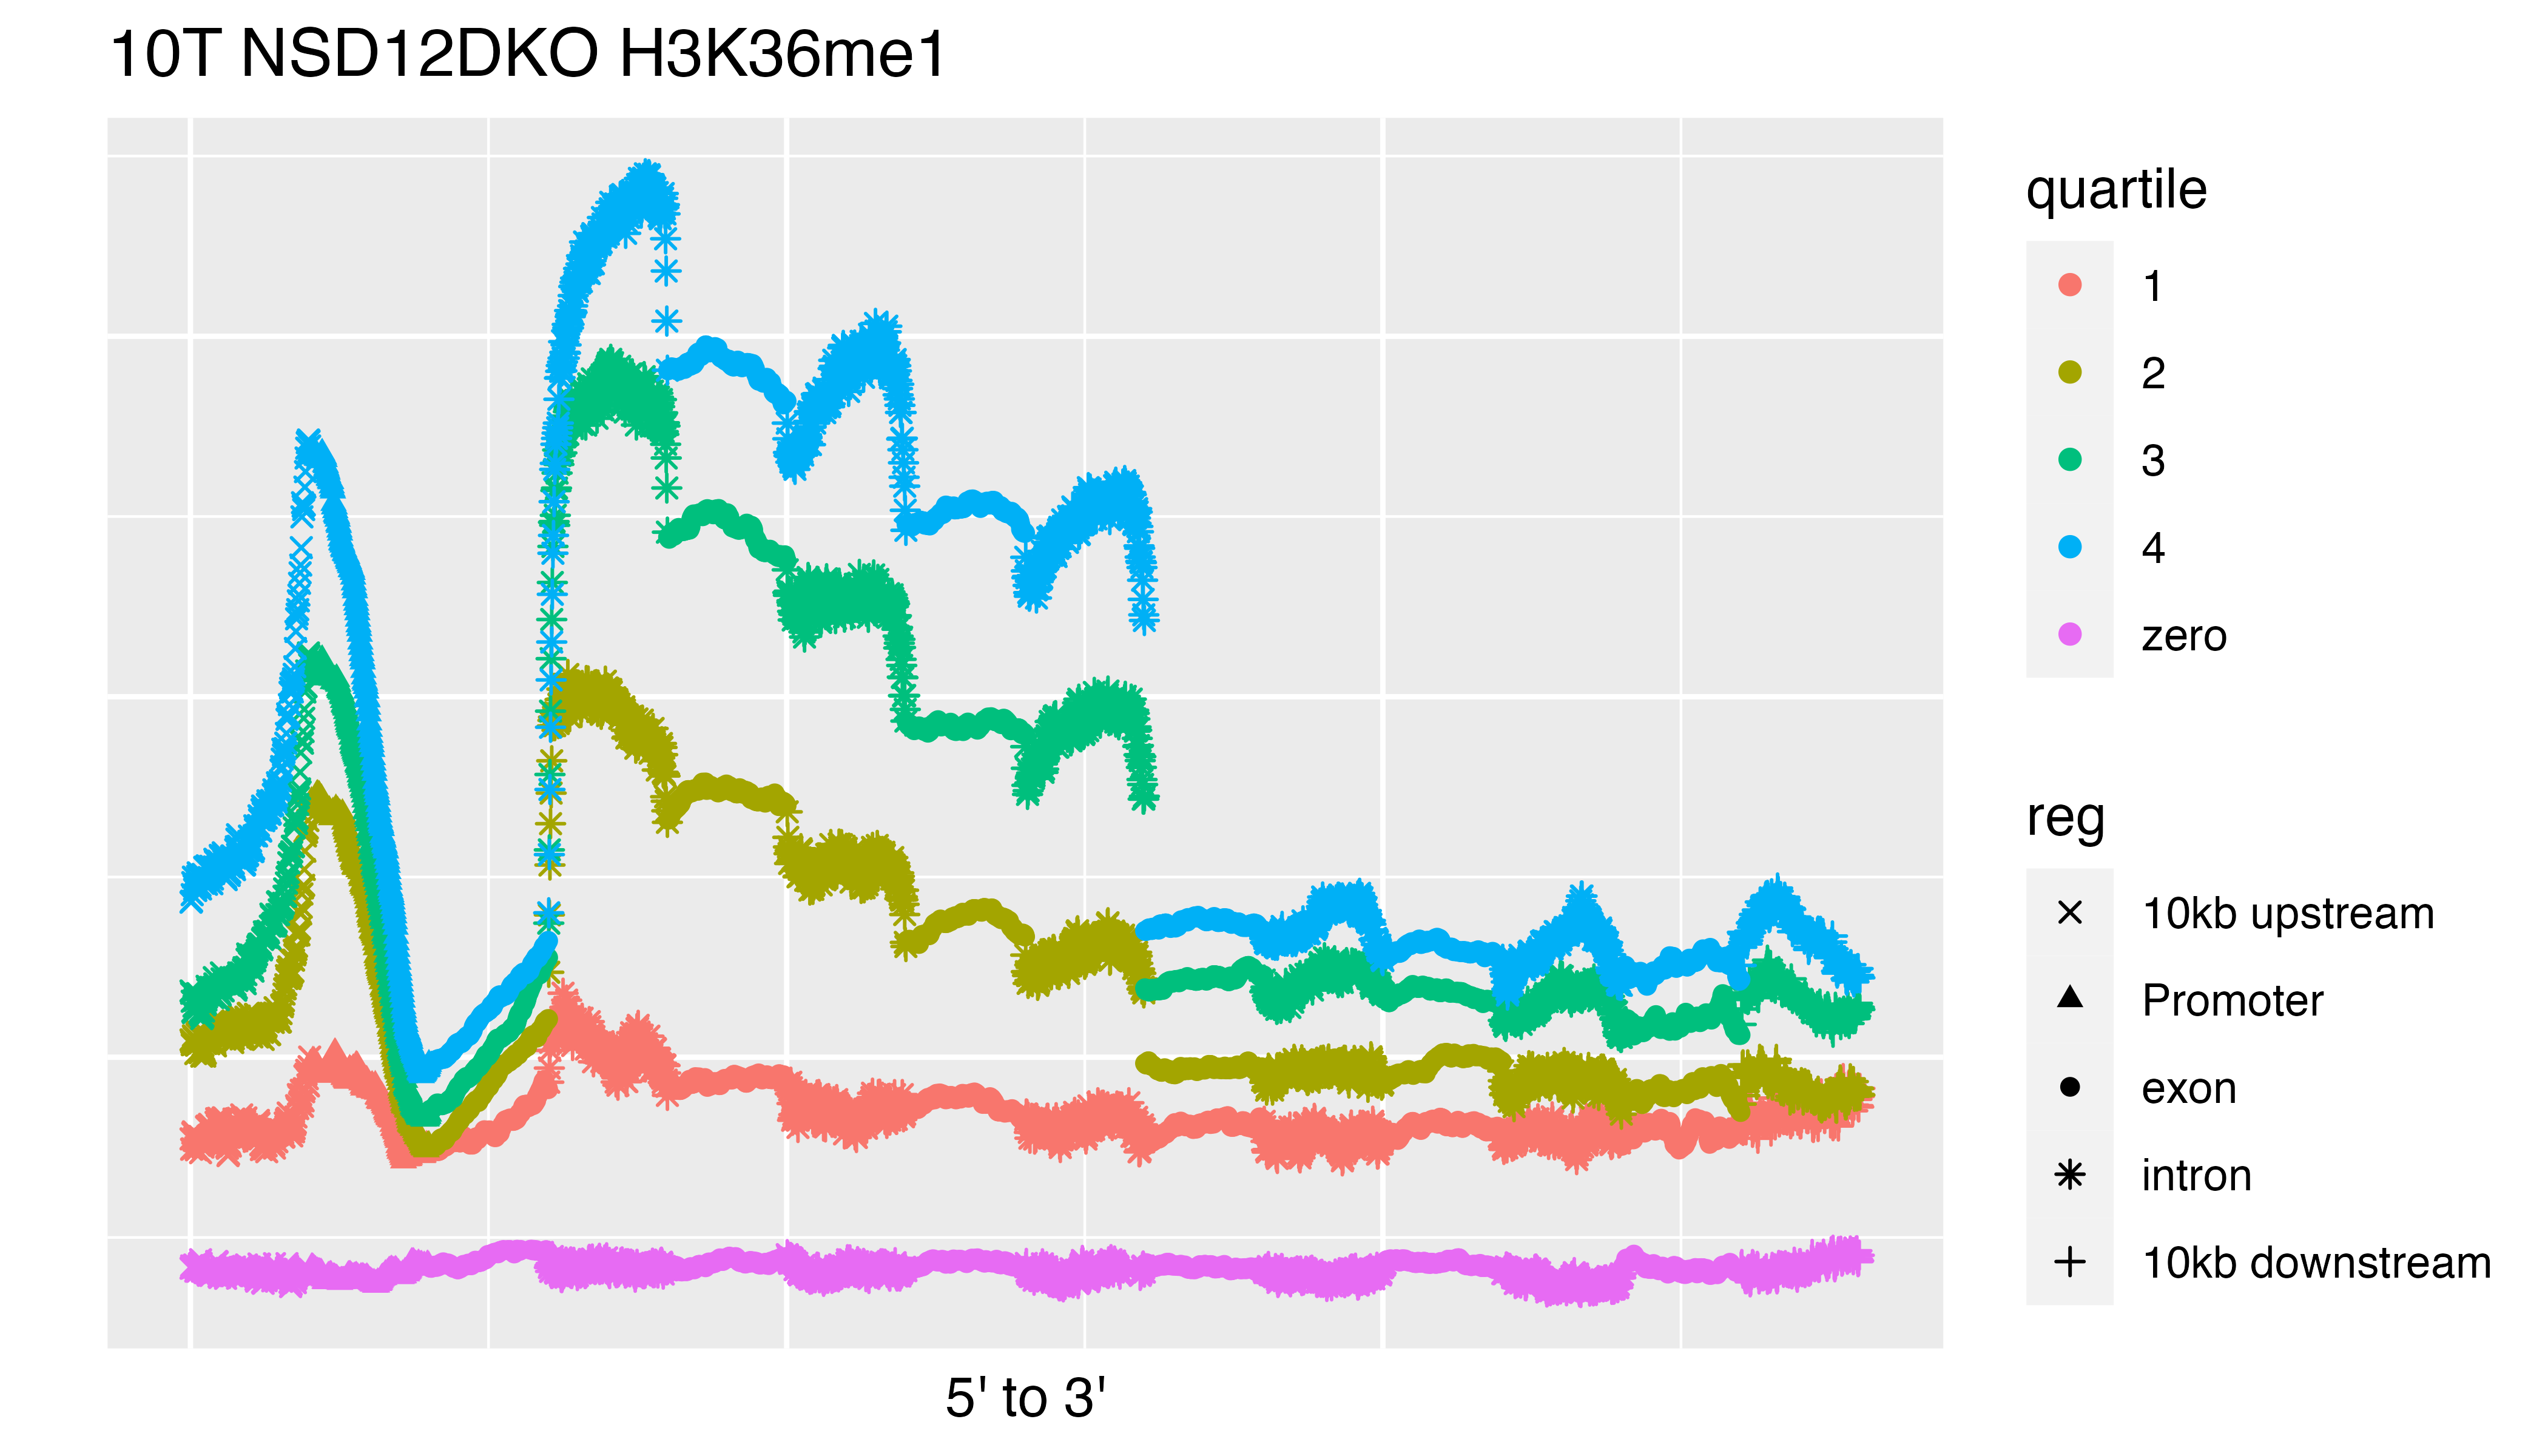 10T NSD12DKO H3K36me1
quartile
1
2
3
4
zero
reg
10kb upstream
Promoter
exon
intron
10kb downstream
5' to 3'